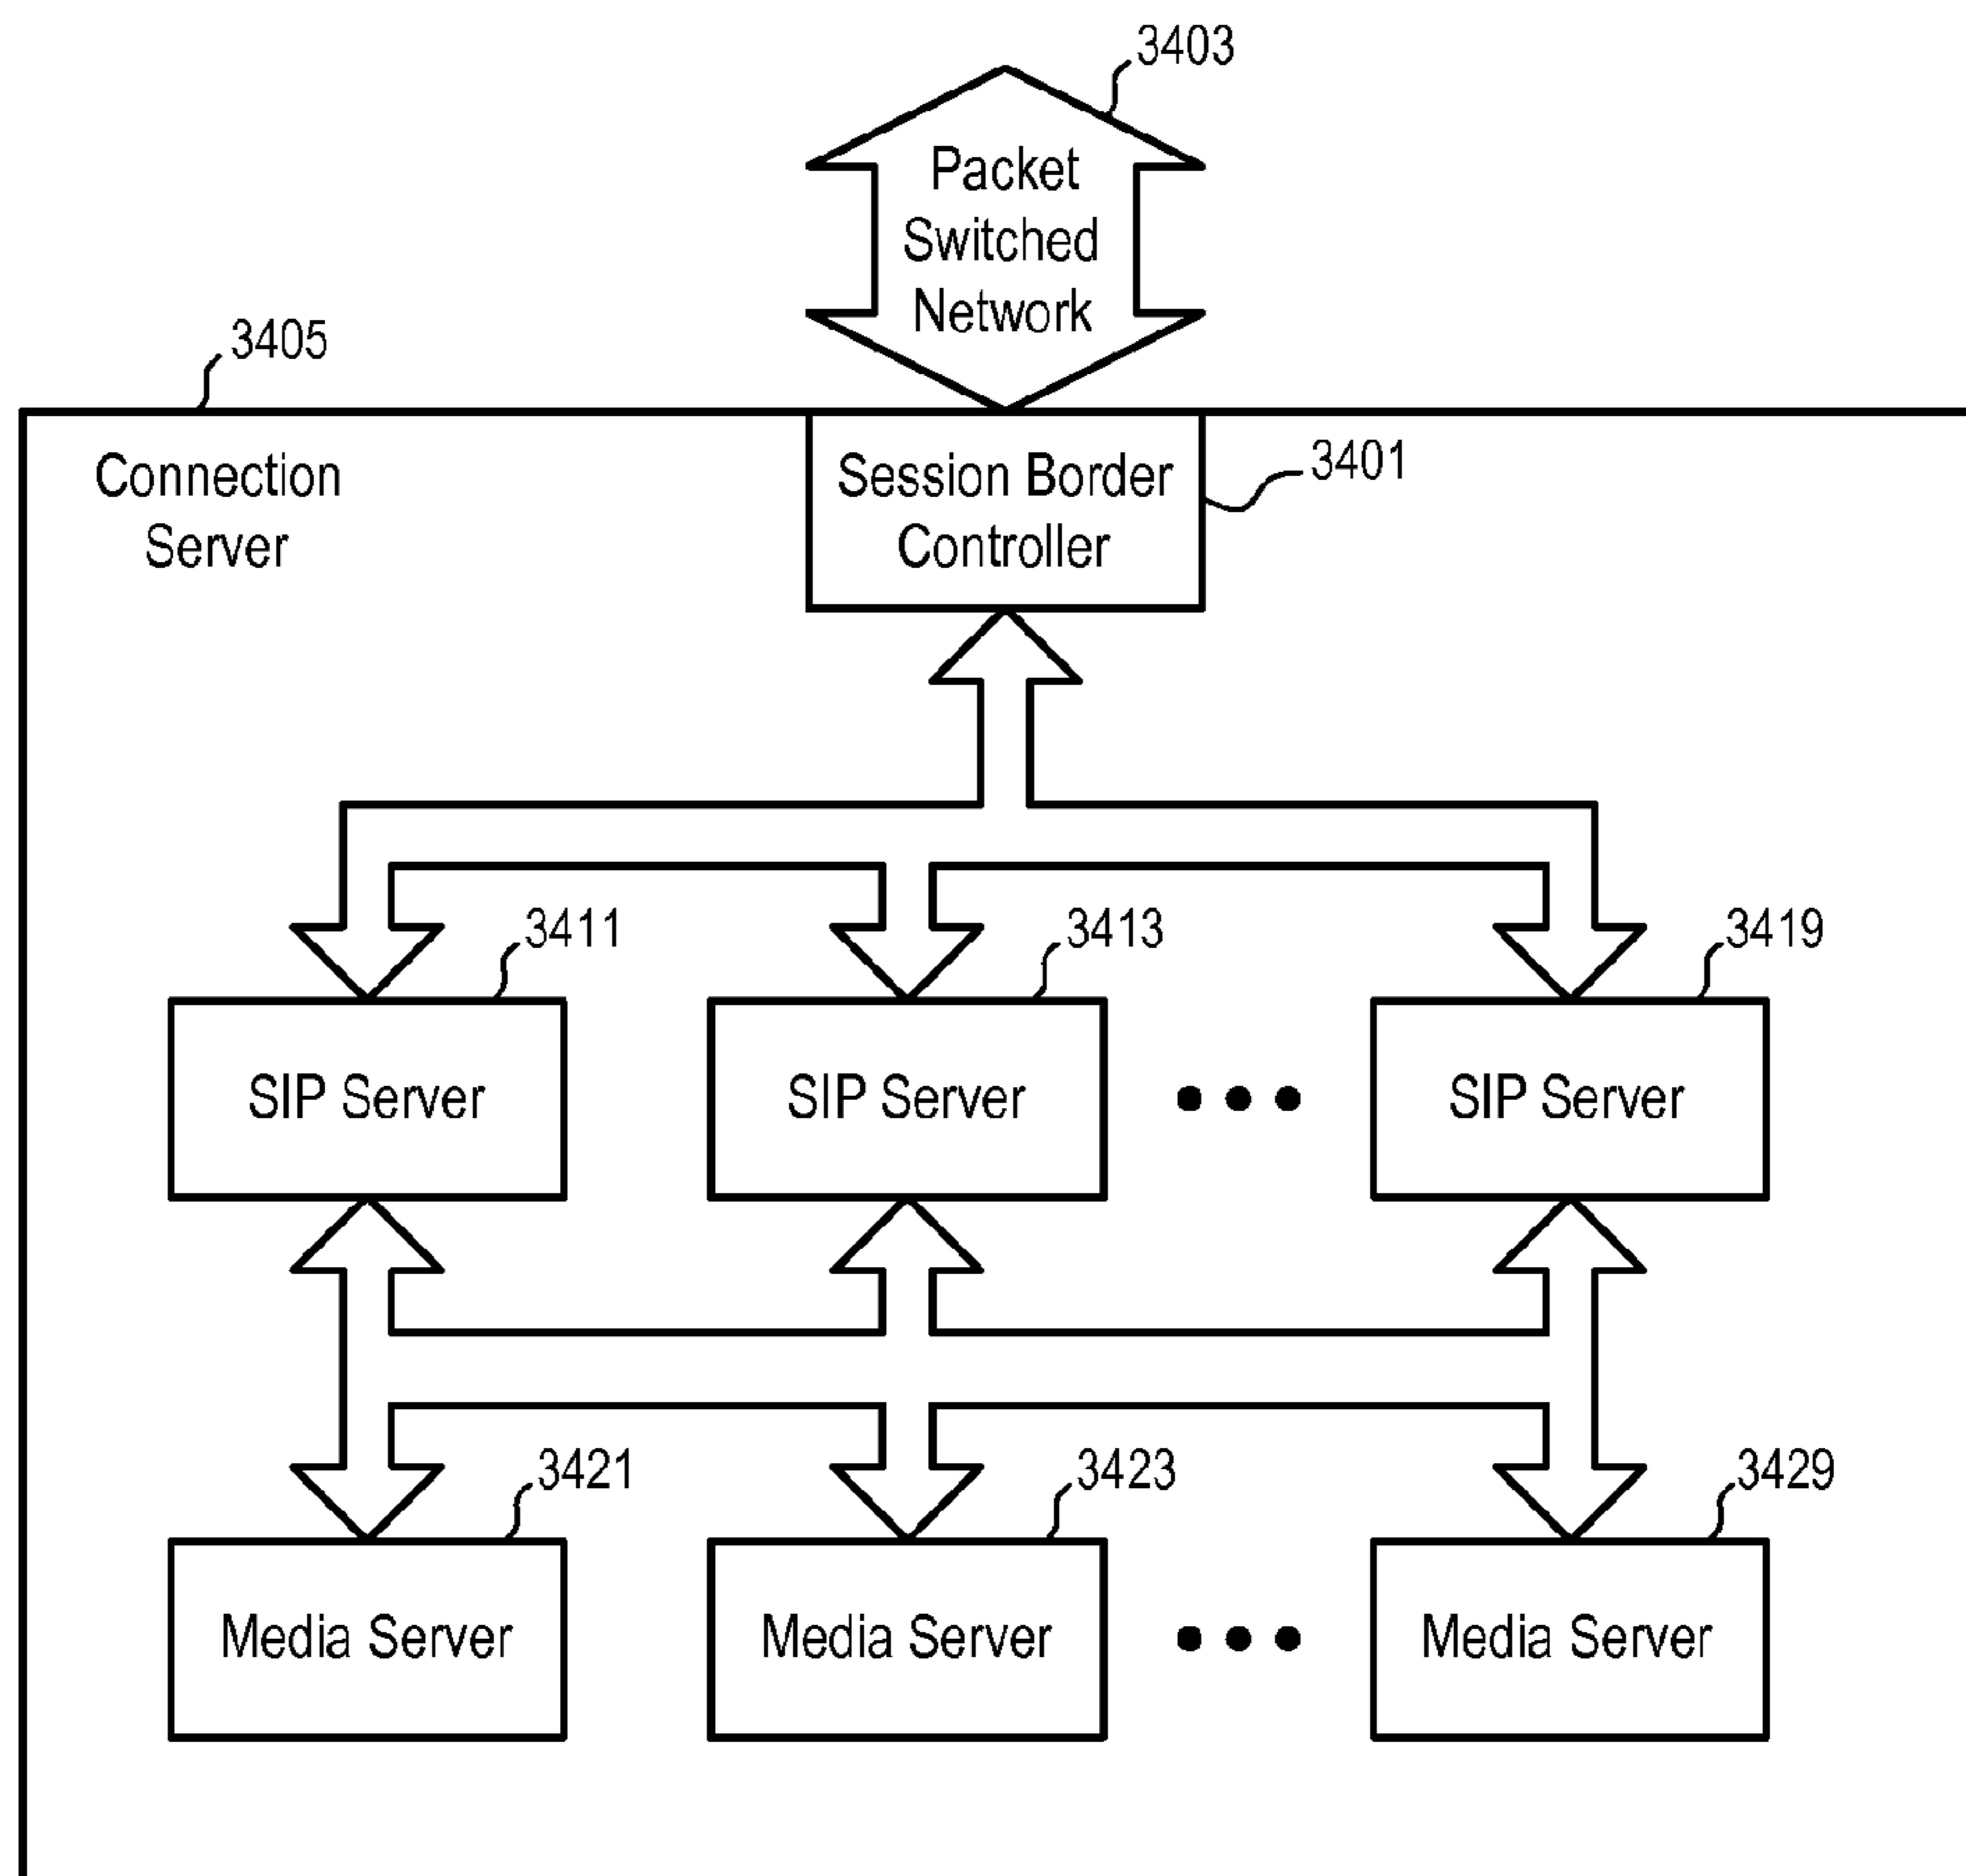 3403
Packet
Switched
Network
3405
Connection
Server
Session Border
Controller
3401
3411
3413
3419
SIP Server
SIP Server
SIP Server
3421
3423
3429
Media Server
Media Server
Media Server